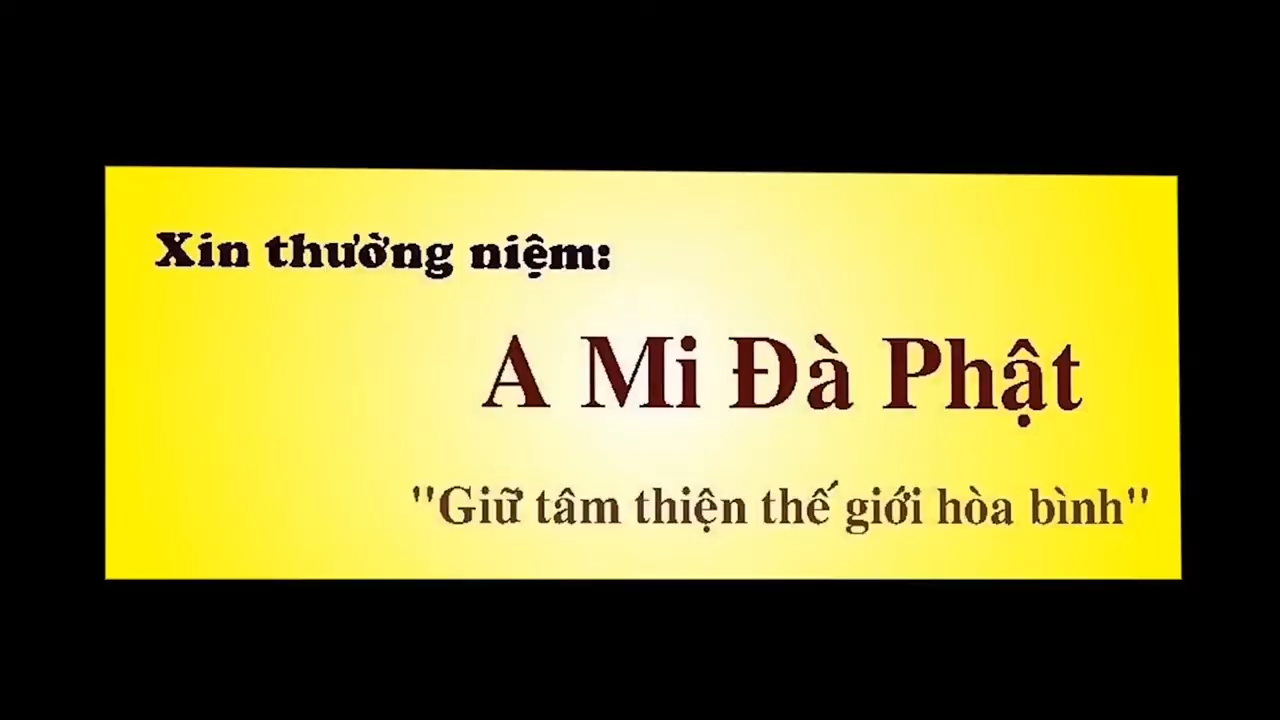 Xin thường niệm:
A Mi Đà Phật
"Giữ tâm thiện thế giới hòa bình"